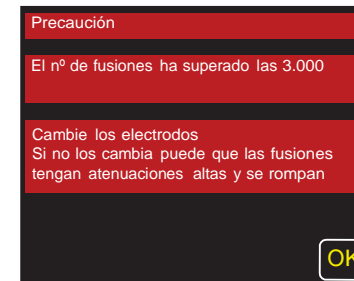 Precaución
El nº de fusiones ha superado las 3.000
Cambie los electrodos
Si no los cambia puede que las fusiones
tengan atenuaciones altas y se rompan
OK